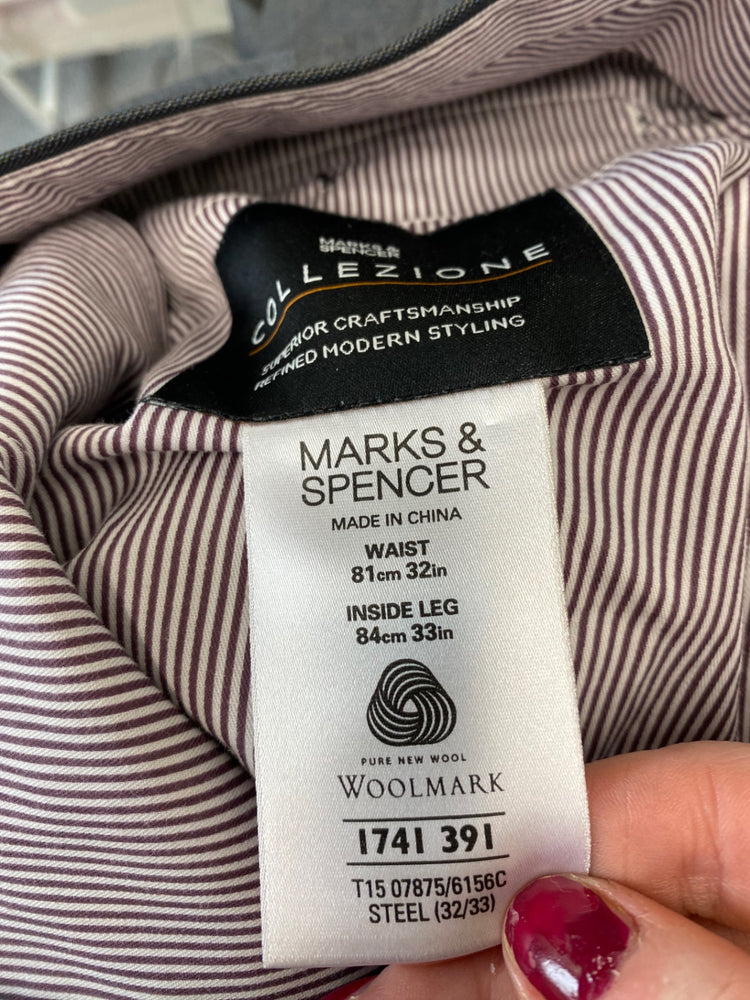 MARKS &
SPENCER
COLLEZIONE
SUPERIOR CRAFTSMANSHIP
REFINED MODERN STYLING
MARKS &
SPENCER
MADE IN CHINA
WAIST
81cm 32in
INSIDE LEG
84cm 33in
PURE NEW WOOL
WOOLMARK
1741 391
T15 07875/6156C
STEEL (32/33)